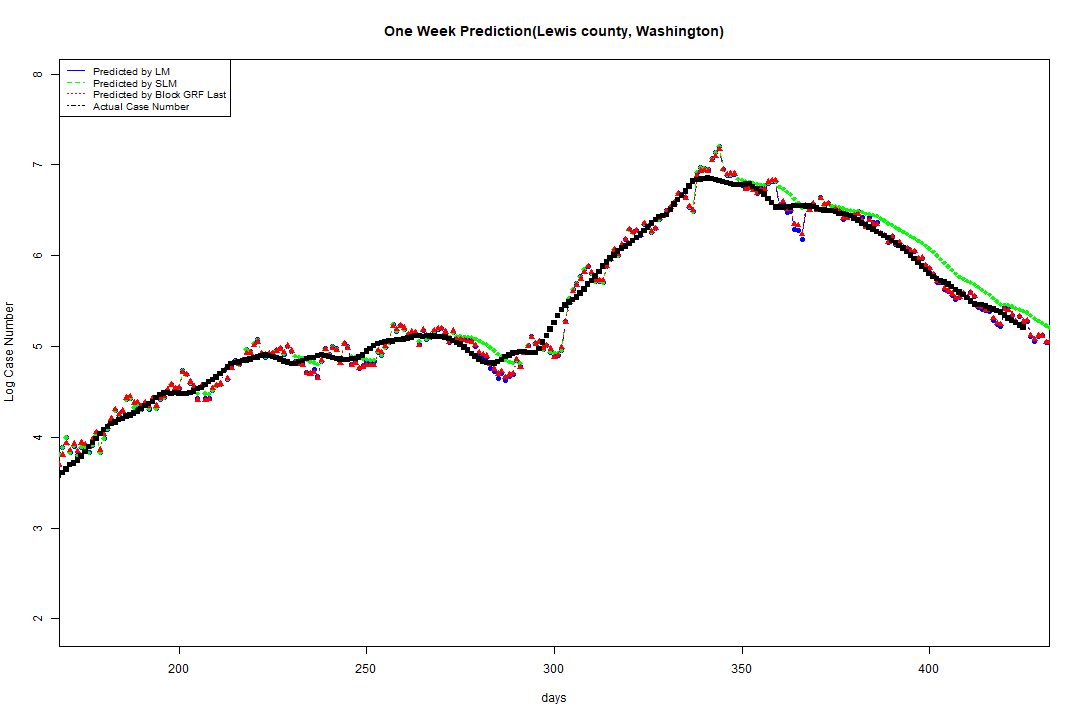 One Week Prediction(Lewis county, Washington)
Predicted by LM
Predicted by SLM
Predicted by Block GRF Last
Actual Case Number
8
7
6
5
4
3
2
Log Case Number
200 250 300 350 400
days